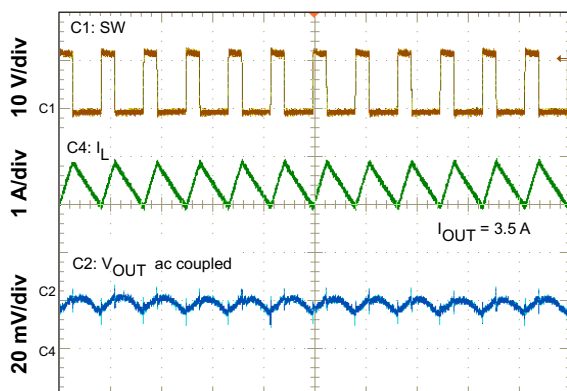 C1: SW
10 V/div
C1
C4: IL
1 A/div
IOUT = 3.5 A
C2: VOUT ac coupled
C2
20 mV/div
C4